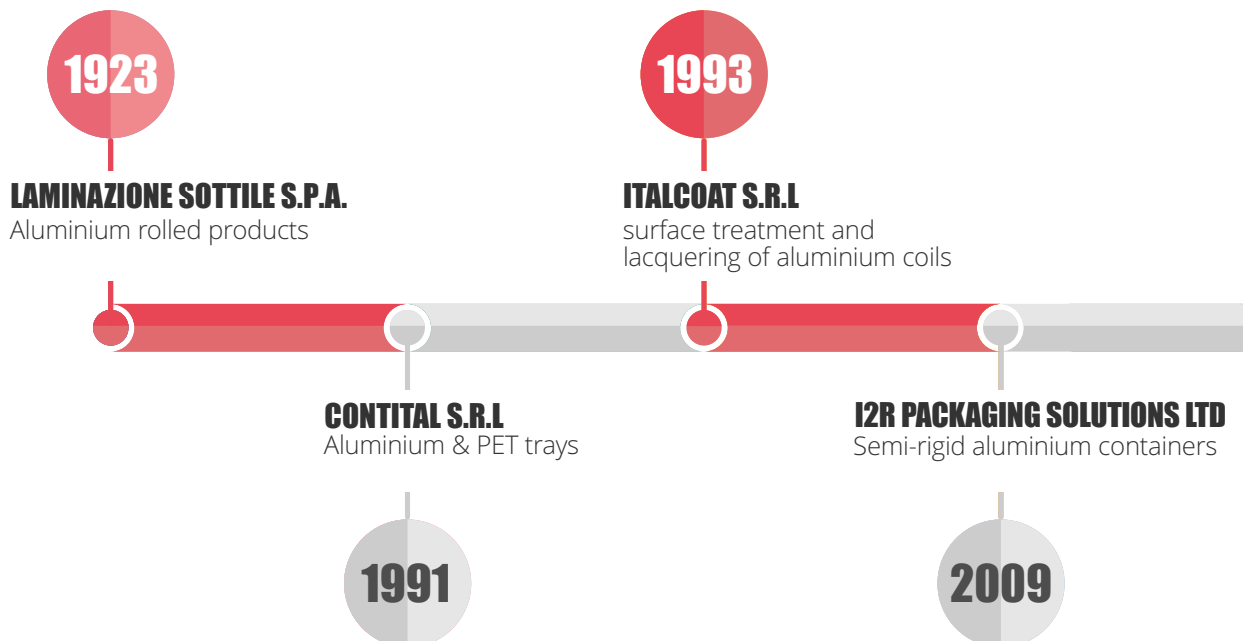 1923
LAMINAZIONE SOTTILE S.P.A.
Aluminium rolled products
1993
ITALCOAT S.R.L
surface treatment and
lacquering of aluminium coils
CONTITAL S.R.L
Aluminium & PET trays
1991
I2R PACKAGING SOLUTIONS LTD
Semi-rigid aluminium containers
2009